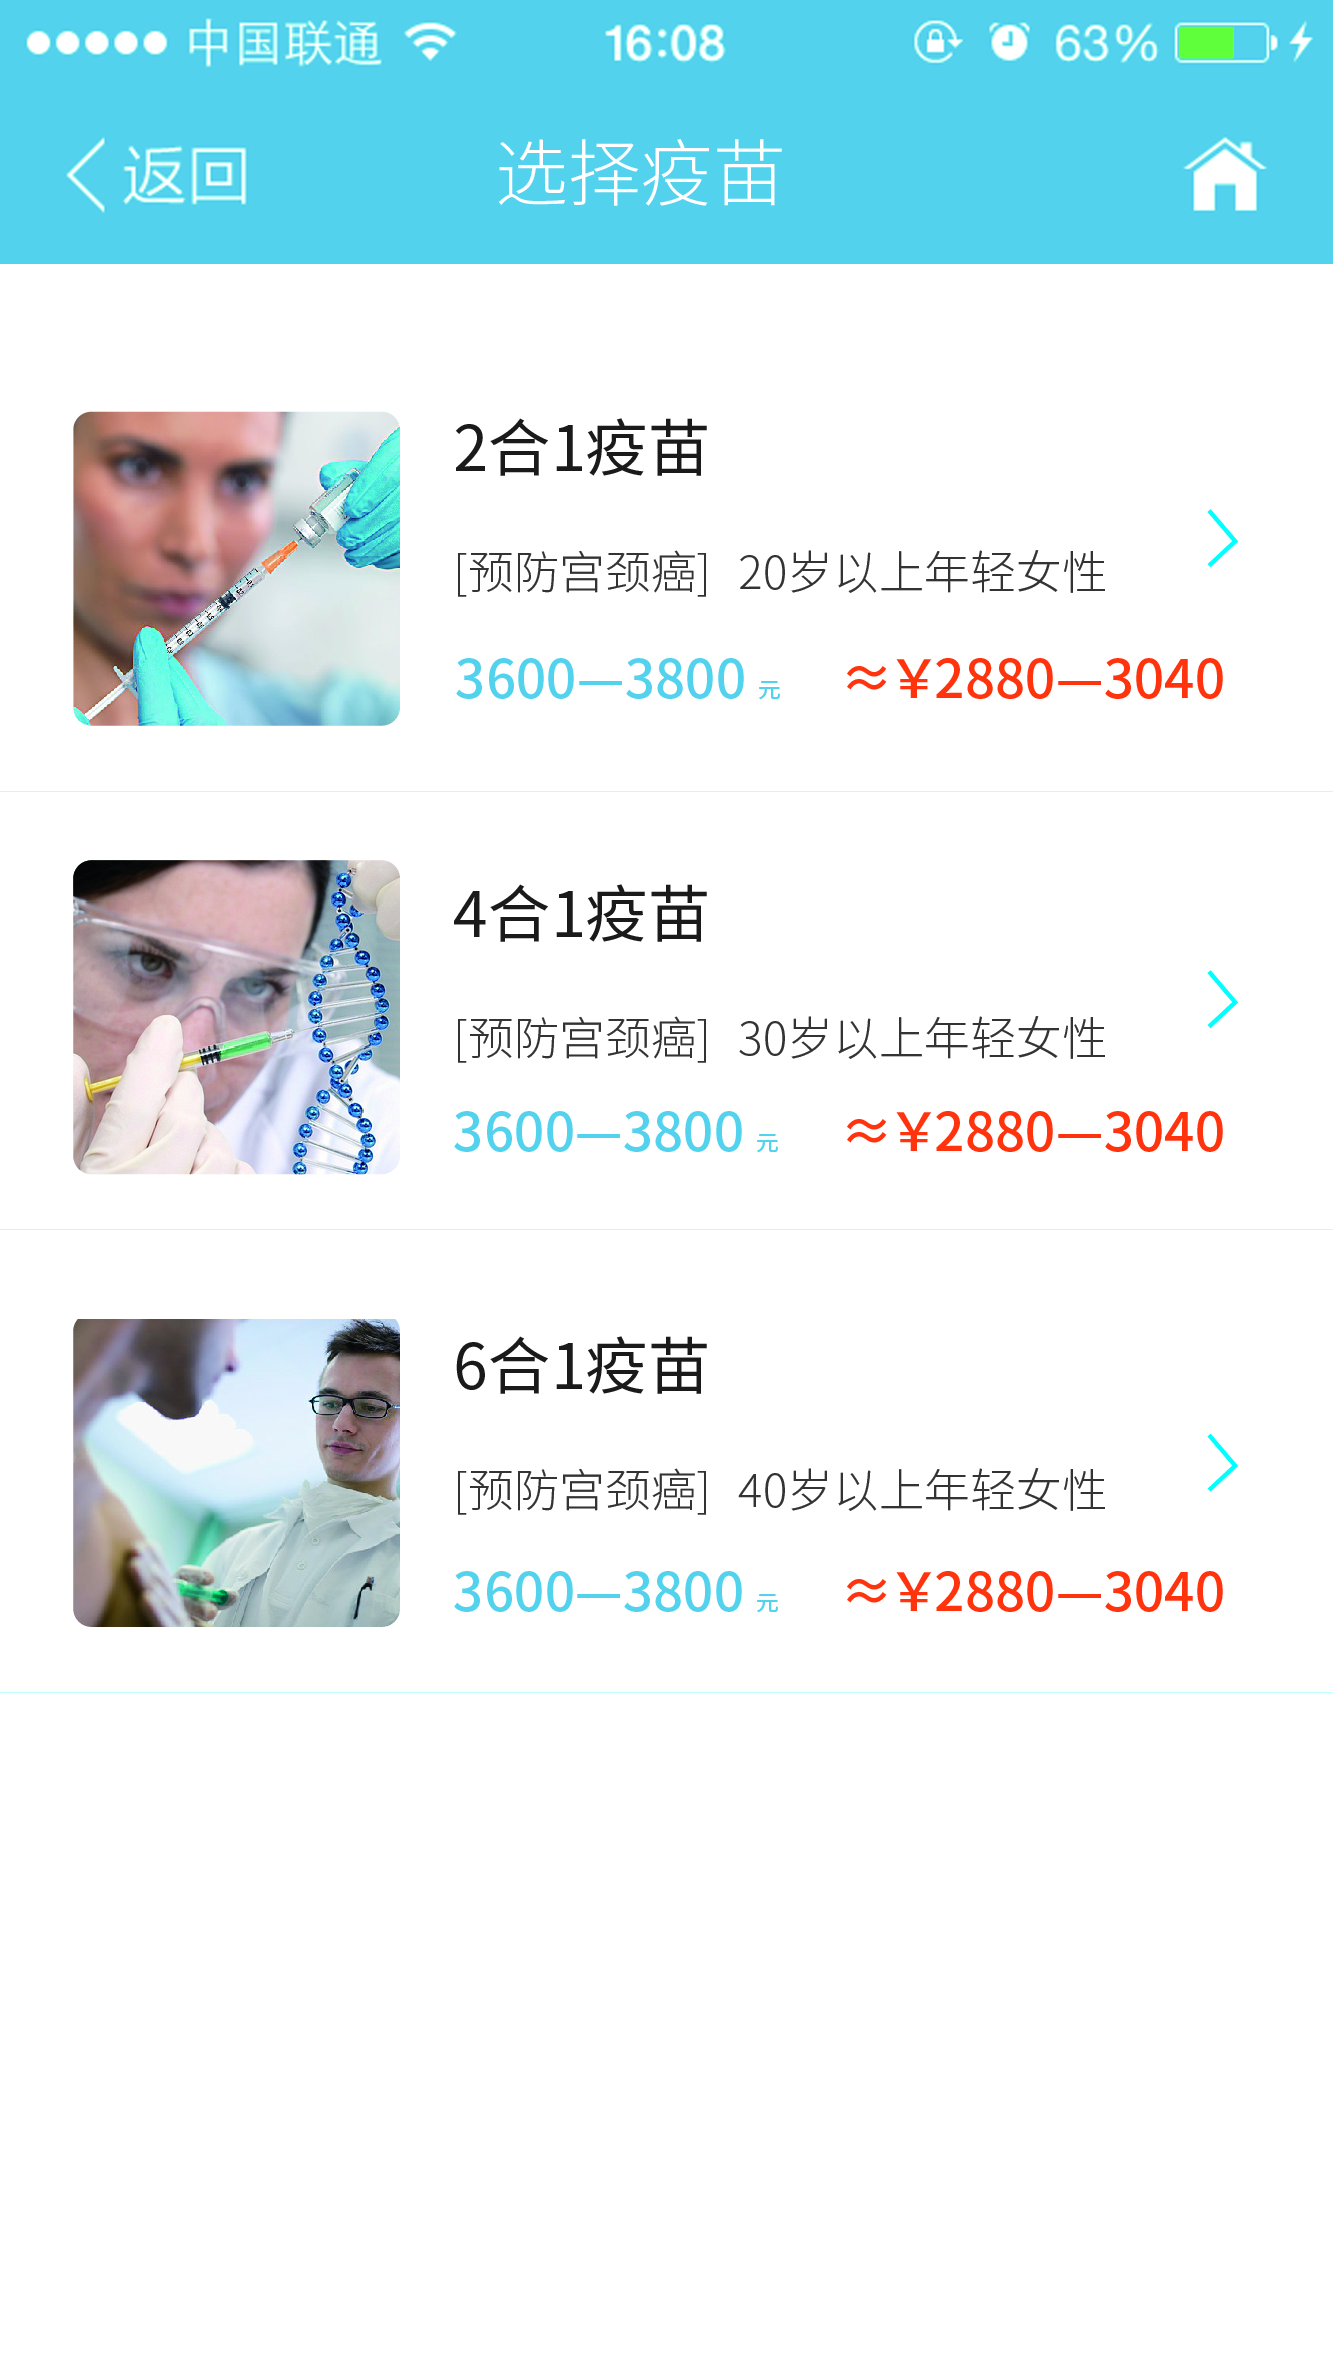 中国联通 16:08 63%
返回 选择疫苗
2合1疫苗
[预防宫颈癌] 20岁以上年轻女性
3600—3800 元 ≈¥2880—3040
4合1疫苗
[预防宫颈癌] 30岁以上年轻女性
3600—3800 元 ≈¥2880—3040
6合1疫苗
[预防宫颈癌] 40岁以上年轻女性
3600—3800 元 ≈¥2880—3040